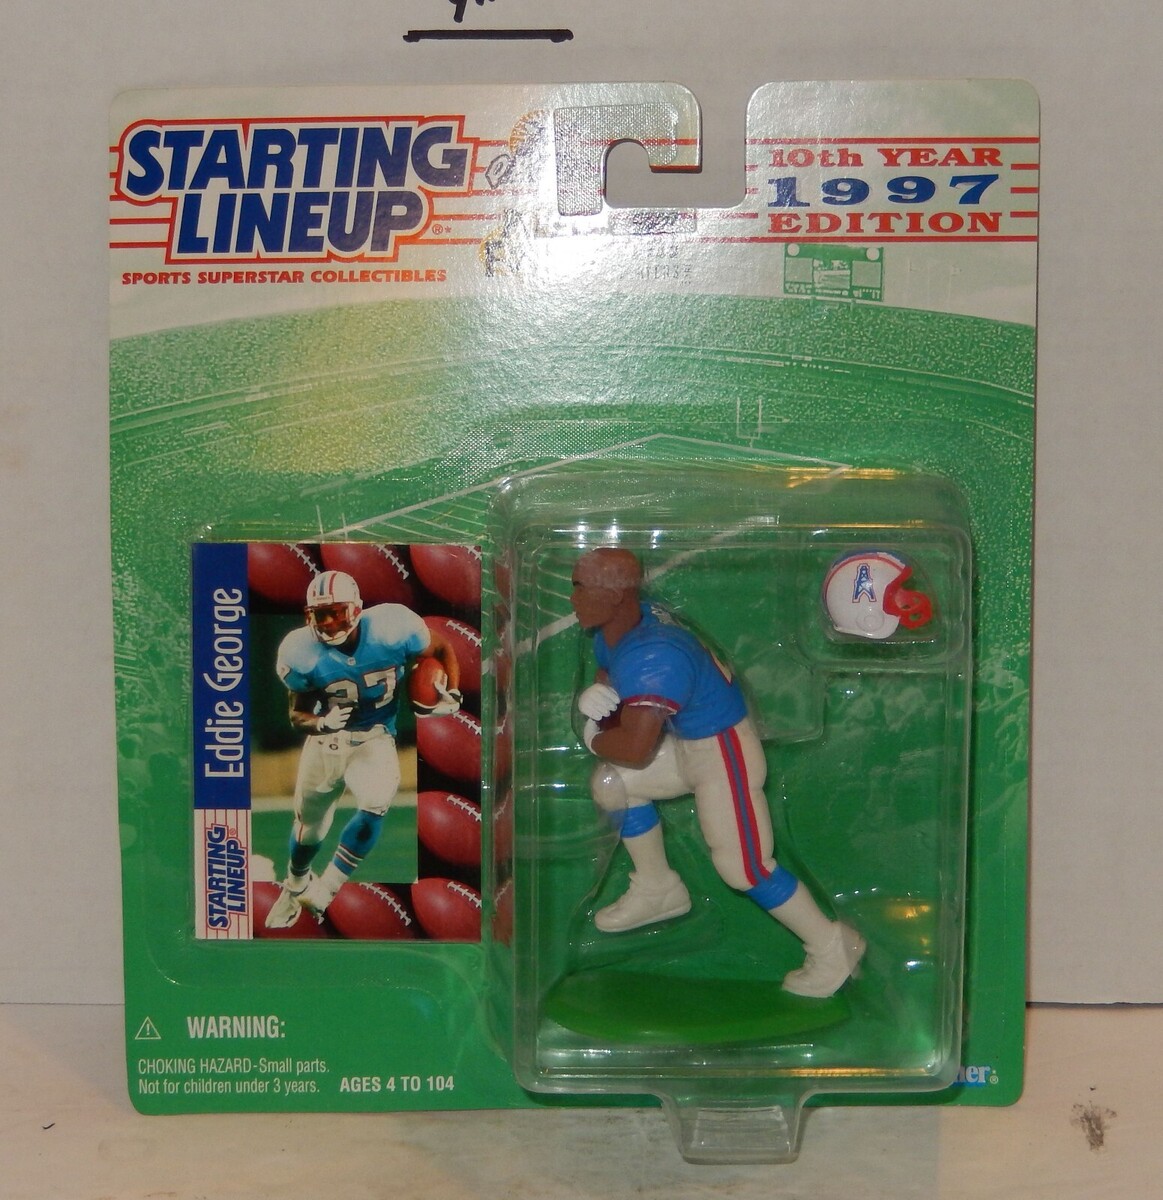 STARTING
LINEUP®
SPORTS SUPERSTAR COLLECTIBLES
10th YEAR
1997
EDITION
Eddie George
STARTING
LINEUP®
27
WARNING:
CHOKING HAZARD-Small parts.
Not for children under 3 years.
AGES 4 TO 104